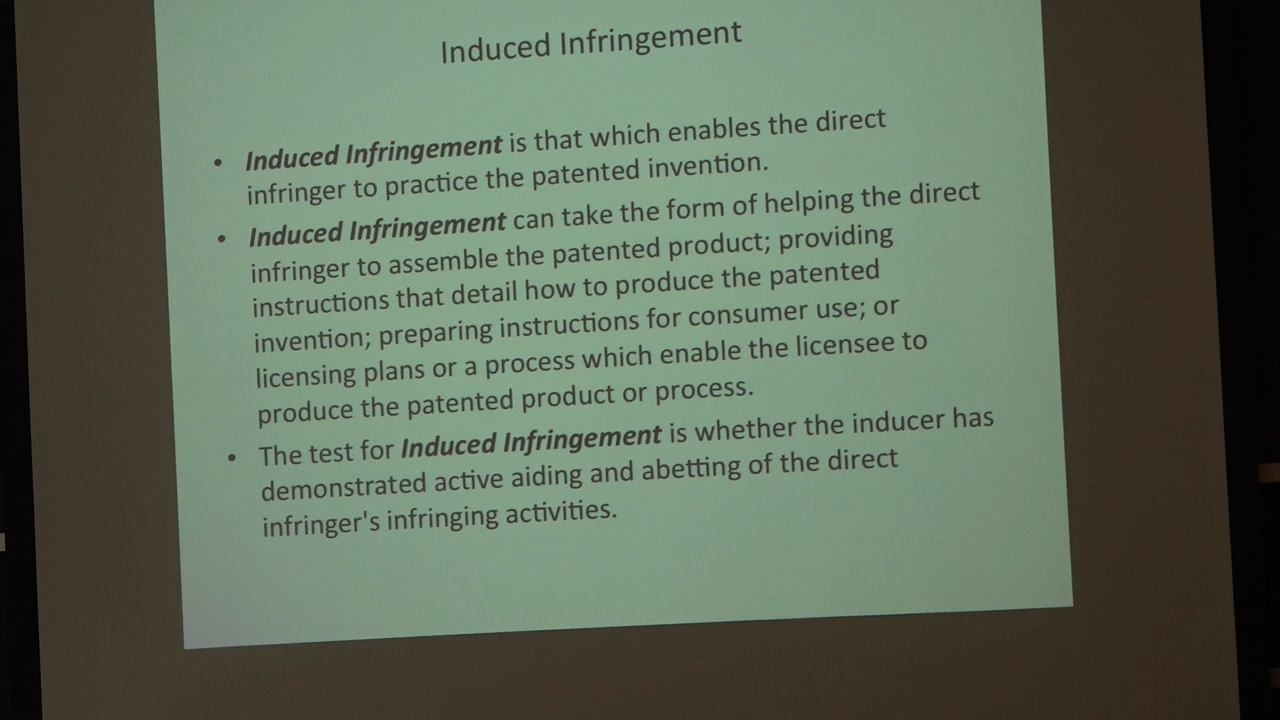 Induced Infringement
• Induced Infringement is that which enables the direct
infringer to practice the patented invention.
• Induced Infringement can take the form of helping the direct
infringer to assemble the patented product; providing
instructions that detail how to produce the patented
invention; preparing instructions for consumer use; or
licensing plans or a process which enable the licensee to
produce the patented product or process.
• The test for Induced Infringement is whether the inducer has
demonstrated active aiding and abetting of the direct
infringer's infringing activities.